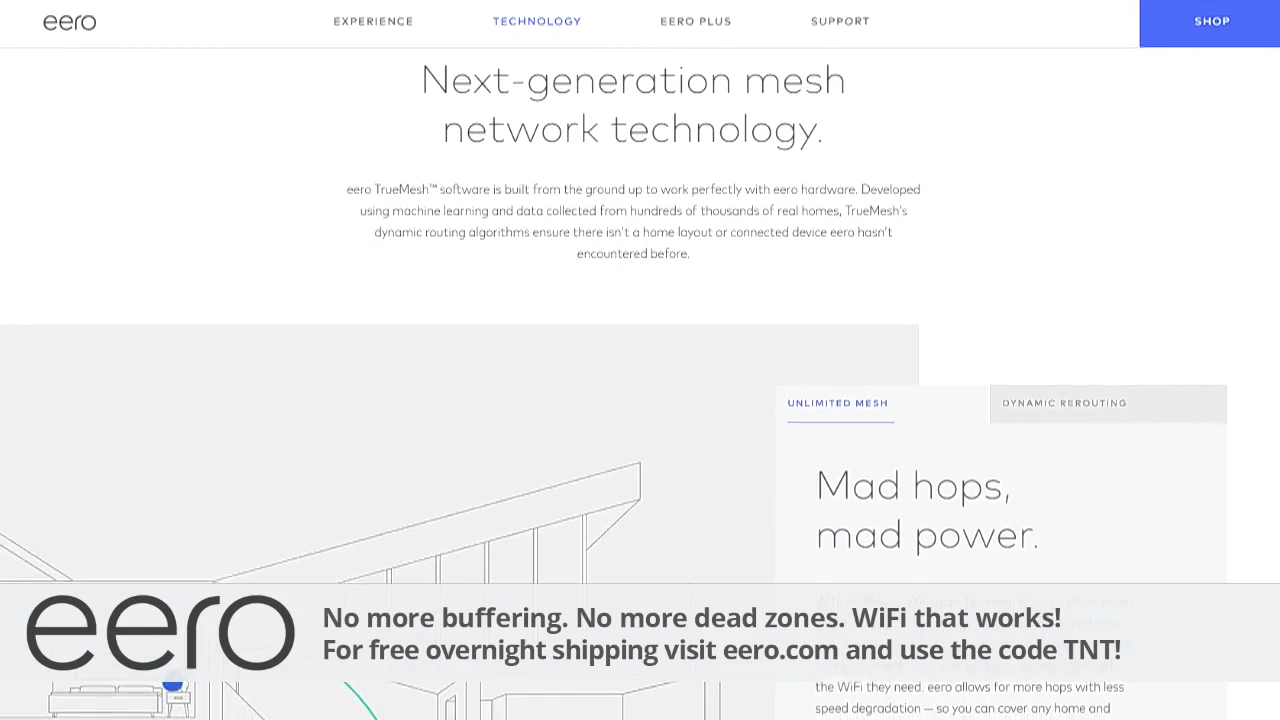 eero
EXPERIENCE
TECHNOLOGY
EERO PLUS
SUPPORT
SHOP
Next-generation mesh
network technology.
eero TrueMesh™ software is built from the ground up to work perfectly with eero hardware. Developed
using machine learning and data collected from hundreds of thousands of real homes, TrueMesh's
dynamic routing algorithms ensure there isn't a home layout or connected device eero hasn't
encountered before.
UNLIMITED MESH
DYNAMIC REROUTING
Mad hops,
mad power.
eero
No more buffering. No more dead zones. WiFi that works!
For free overnight shipping visit eero.com and use the code TNT!
the WiFi they need. eero allows for more hops with less
speed degradation — so you can cover any home and